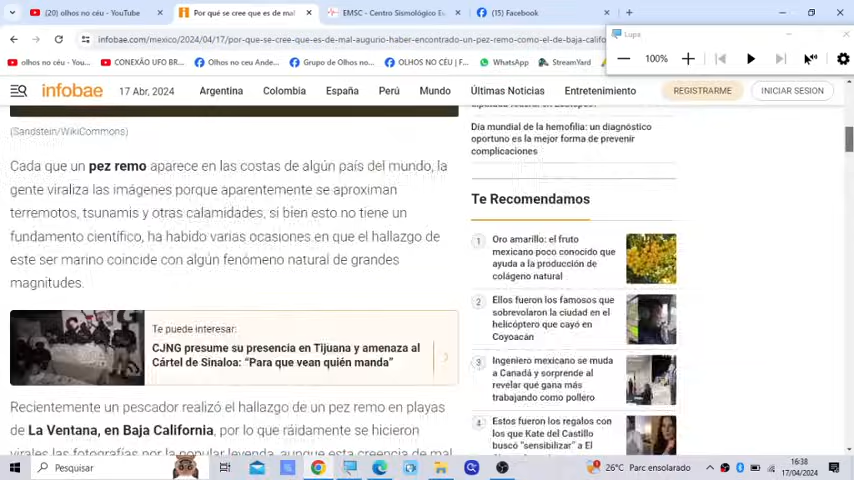 (20) olhos no céu - YouTube
Por qué se cree que es de mal
EMSC - Centro Sismológico Eu
(15) Facebook
infobae.com/mexico/2024/04/17/por-que-se-cree-que-es-de-mal-augurio-haber-encontrado-un-pez-remo-como-el-de-baja-califo
Lupa
100%
olhos no céu - You...
CONEXÃO UFO BR...
Olhos no ceu Ande...
Grupo de Olhos no...
OLHOS NO CÉU | F...
WhatsApp
StreamYard
infobae
17 Abr, 2024
Argentina
Colombia
España
Perú
Mundo
Últimas Noticias
Entretenimiento
REGISTRARME
INICIAR SESION
(Sandstein/WikiCommons)
Cada que un pez remo aparece en las costas de algún país del mundo, la
gente viraliza las imágenes porque aparentemente se aproximan
terremotos, tsunamis y otras calamidades, si bien esto no tiene un
fundamento científico, ha habido varias ocasiones en que el hallazgo de
este ser marino coincide con algún fenómeno natural de grandes
magnitudes.
Te puede interesar:
CJNG presume su presencia en Tijuana y amenaza al
Cártel de Sinaloa: “Para que vean quién manda”
Recientemente un pescador realizó el hallazgo de un pez remo en playas
de La Ventana, en Baja California, por lo que ráidamente se hicieron
virales las fotografías por la popular leyenda, aunque esta creencia de mal
Día mundial de la hemofilia: un diagnóstico
oportuno es la mejor forma de prevenir
complicaciones
Te Recomendamos
1
Oro amarillo: el fruto
mexicano poco conocido que
ayuda a la producción de
colágeno natural
2
Ellos fueron los famosos que
sobrevolaron la ciudad en el
helicóptero que cayó en
Coyoacán
3
Ingeniero mexicano se muda
a Canadá y sorprende al
revelar qué gana más
trabajando como pollero
4
Estos fueron los regalos con
los que Kate del Castillo
buscó "sensibilizar" a El
Pesquisar
26°C Parc ensolarado
16:38
17/04/2024